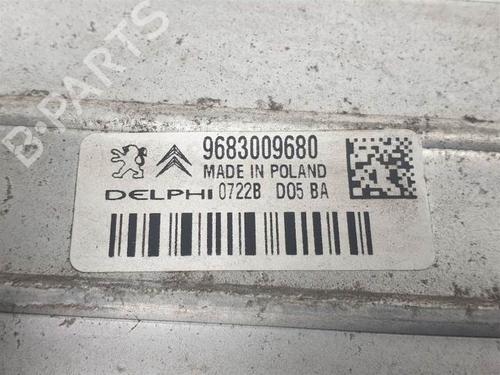 B-Parts
9683009680
MADE IN POLAND
DELPHI 0722B D05 BA